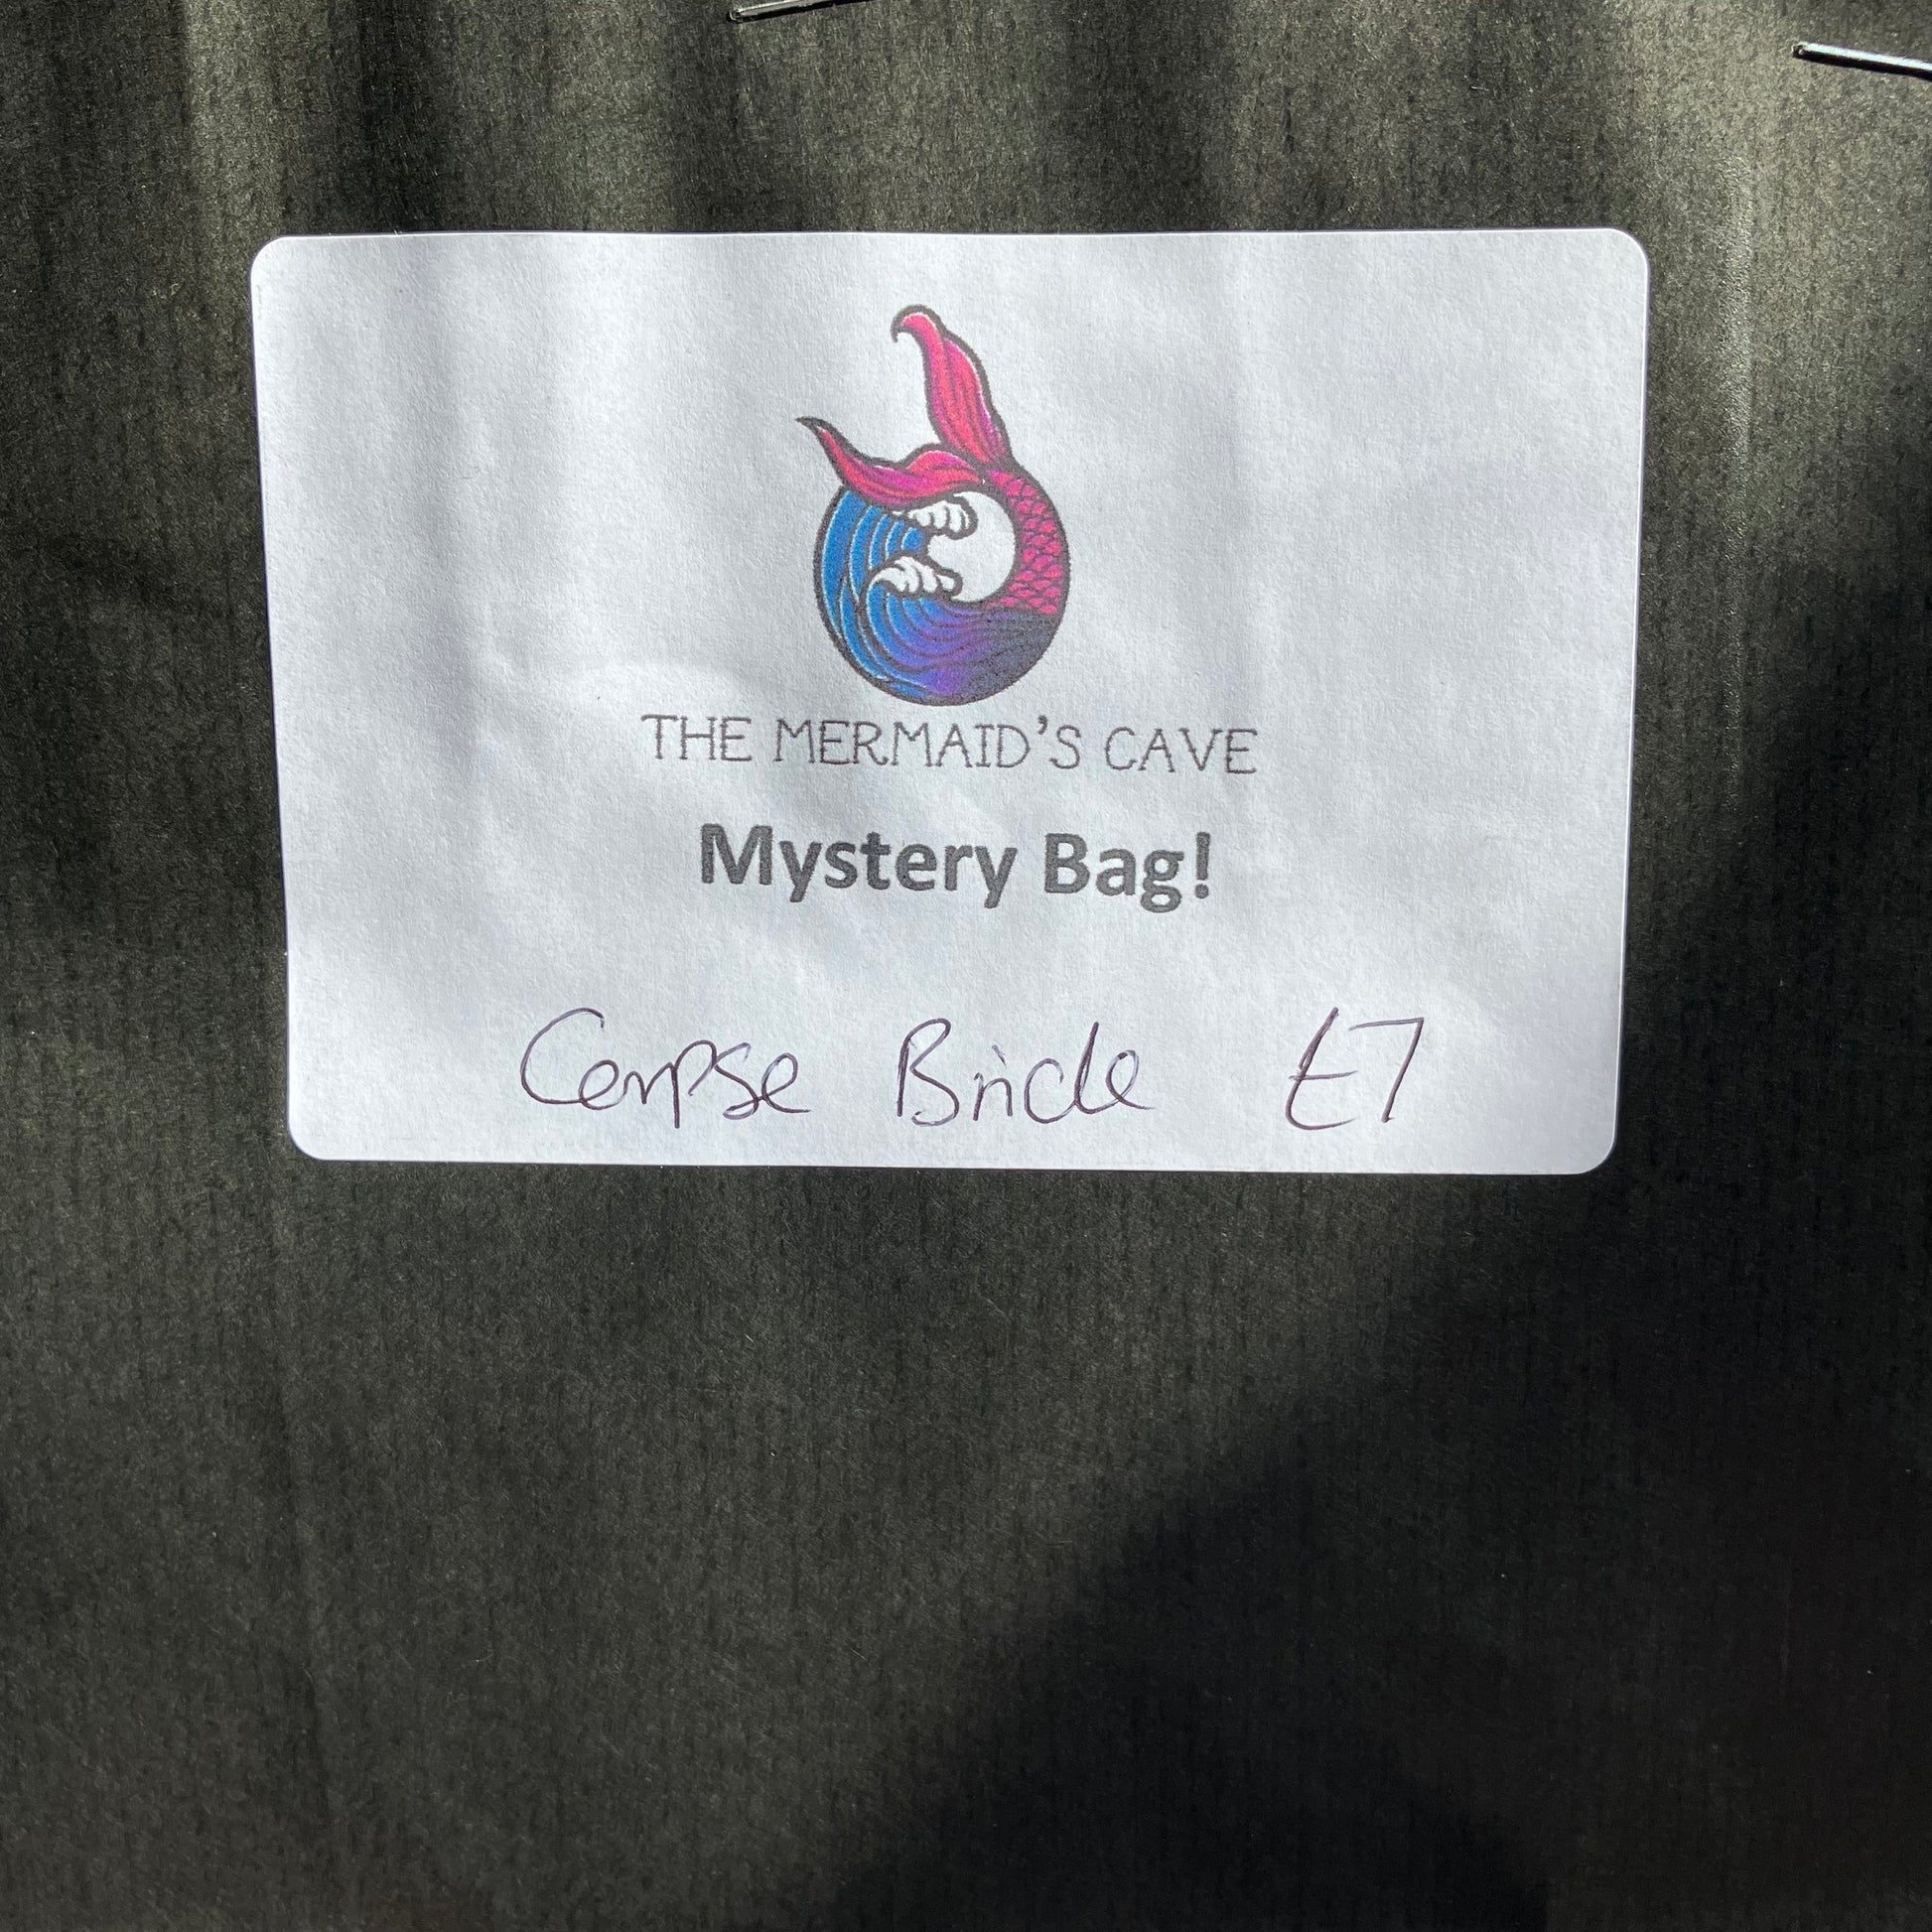 THE MERMAID'S CAVE
Mystery Bag!
Corpse Bride £7